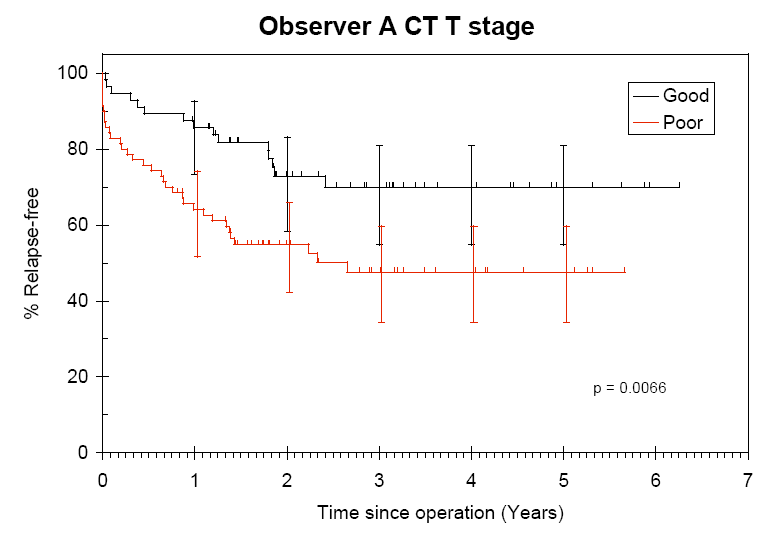 Observer A CT T stage
100
80
60
40
20
0
% Relapse-free
Good
Poor
p = 0.0066
0 1 2 3 4 5 6 7
Time since operation (Years)